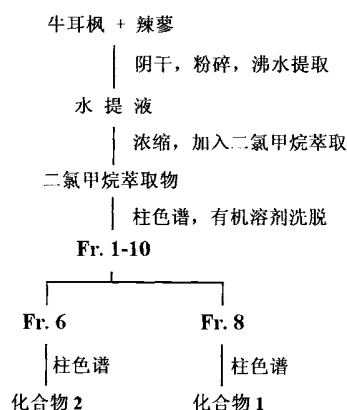 牛耳枫 + 辣蓼
阴干，粉碎，沸水提取
水 提 液
浓缩，加入二氯甲烷萃取
二氯甲烷萃取物
柱色谱，有机溶剂洗脱
Fr. 1-10
Fr. 6 Fr. 8
柱色谱 柱色谱
化合物 2 化合物 1